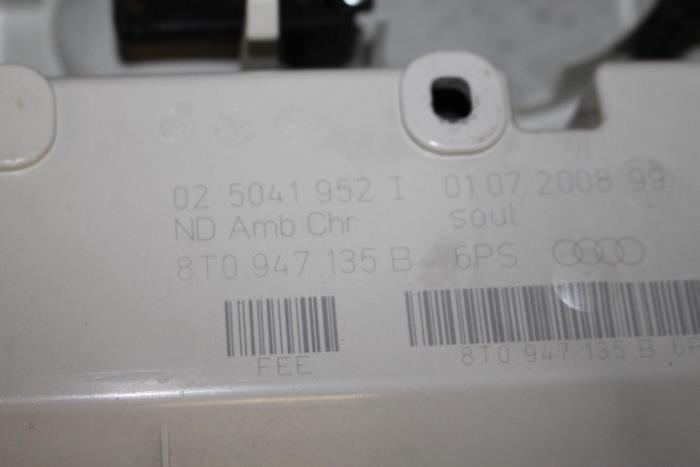 02 5041 952 I 01 07 2008 99
ND Amb Chr soul
8T0 947 135 B 6PS
FEE
8T0 947 135 B